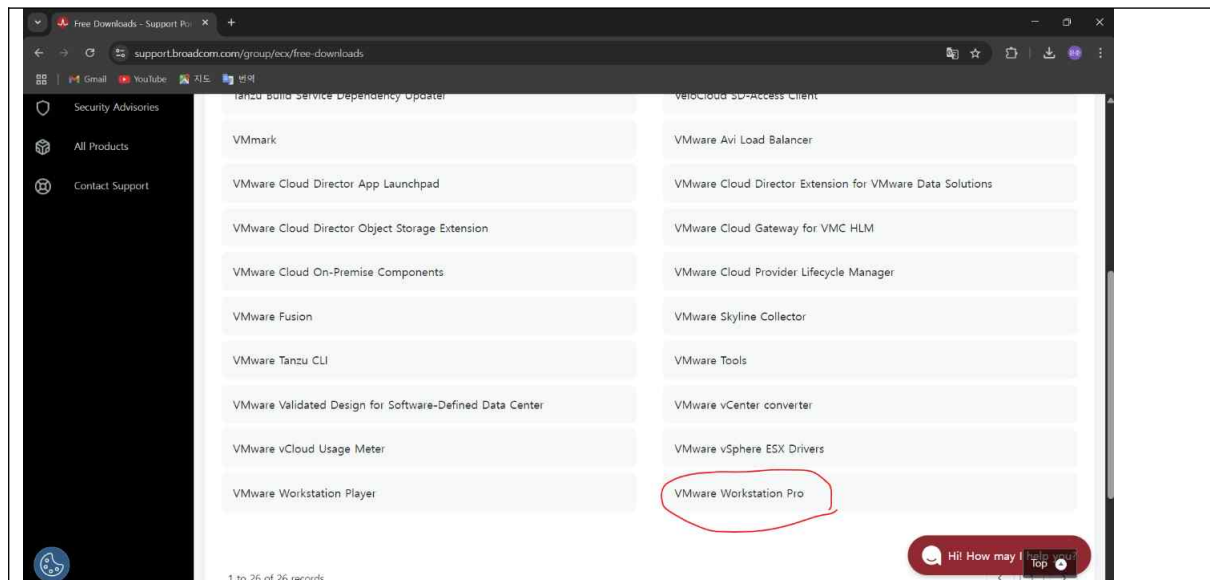 Free Downloads - Support Po
support.broadcom.com/group/ecx/free-downloads
Gmail YouTube 지도 번역
Security Advisories
All Products
Contact Support
Tanzu Build Service Dependency Updater
VeloCloud SD-Access Client
VMmark
VMware Avi Load Balancer
VMware Cloud Director App Launchpad
VMware Cloud Director Extension for VMware Data Solutions
VMware Cloud Director Object Storage Extension
VMware Cloud Gateway for VMC HLM
VMware Cloud On-Premise Components
VMware Cloud Provider Lifecycle Manager
VMware Fusion
VMware Skyline Collector
VMware Tanzu CLI
VMware Tools
VMware Validated Design for Software-Defined Data Center
VMware vCenter converter
VMware vCloud Usage Meter
VMware vSphere ESX Drivers
VMware Workstation Player
VMware Workstation Pro
1 to 26 of 26 records
Hi! How may I help you?
Top